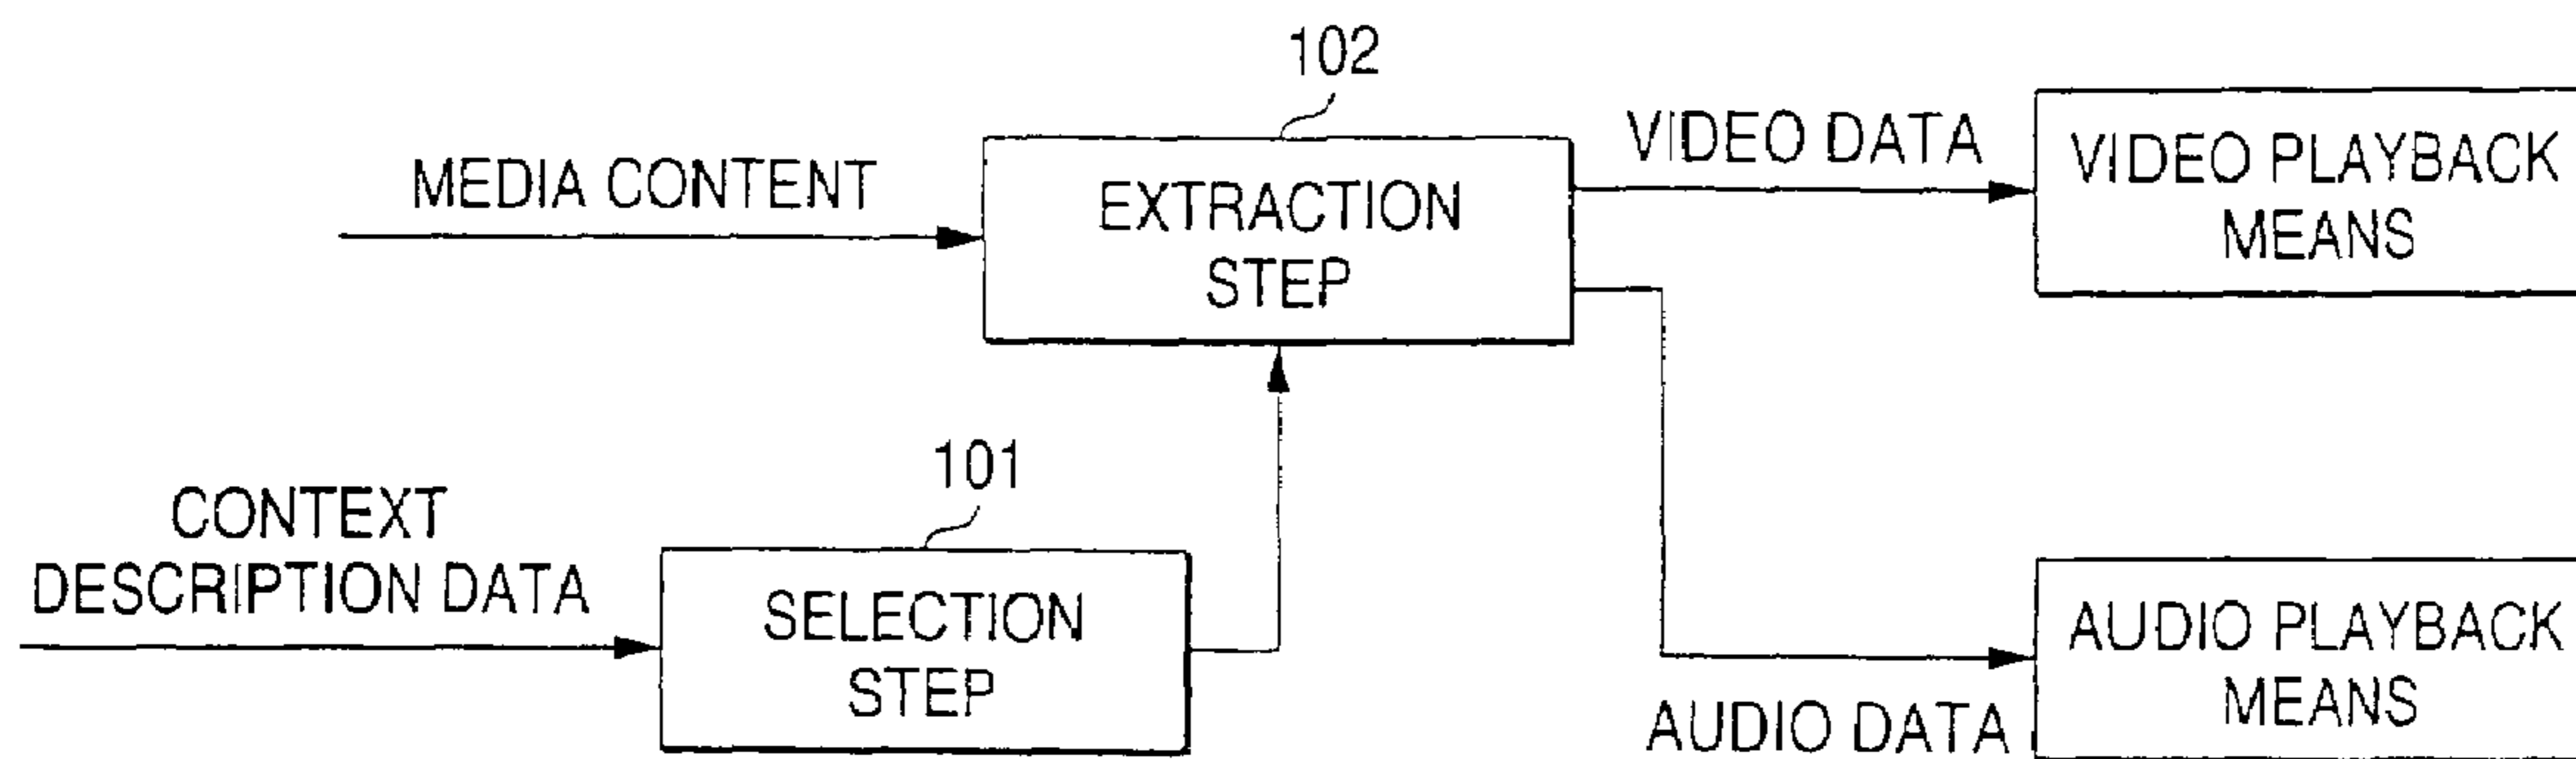 102
MEDIA CONTENT
EXTRACTION
STEP
VIDEO DATA
VIDEO PLAYBACK
MEANS
101
CONTEXT
DESCRIPTION DATA
SELECTION
STEP
AUDIO DATA
AUDIO PLAYBACK
MEANS